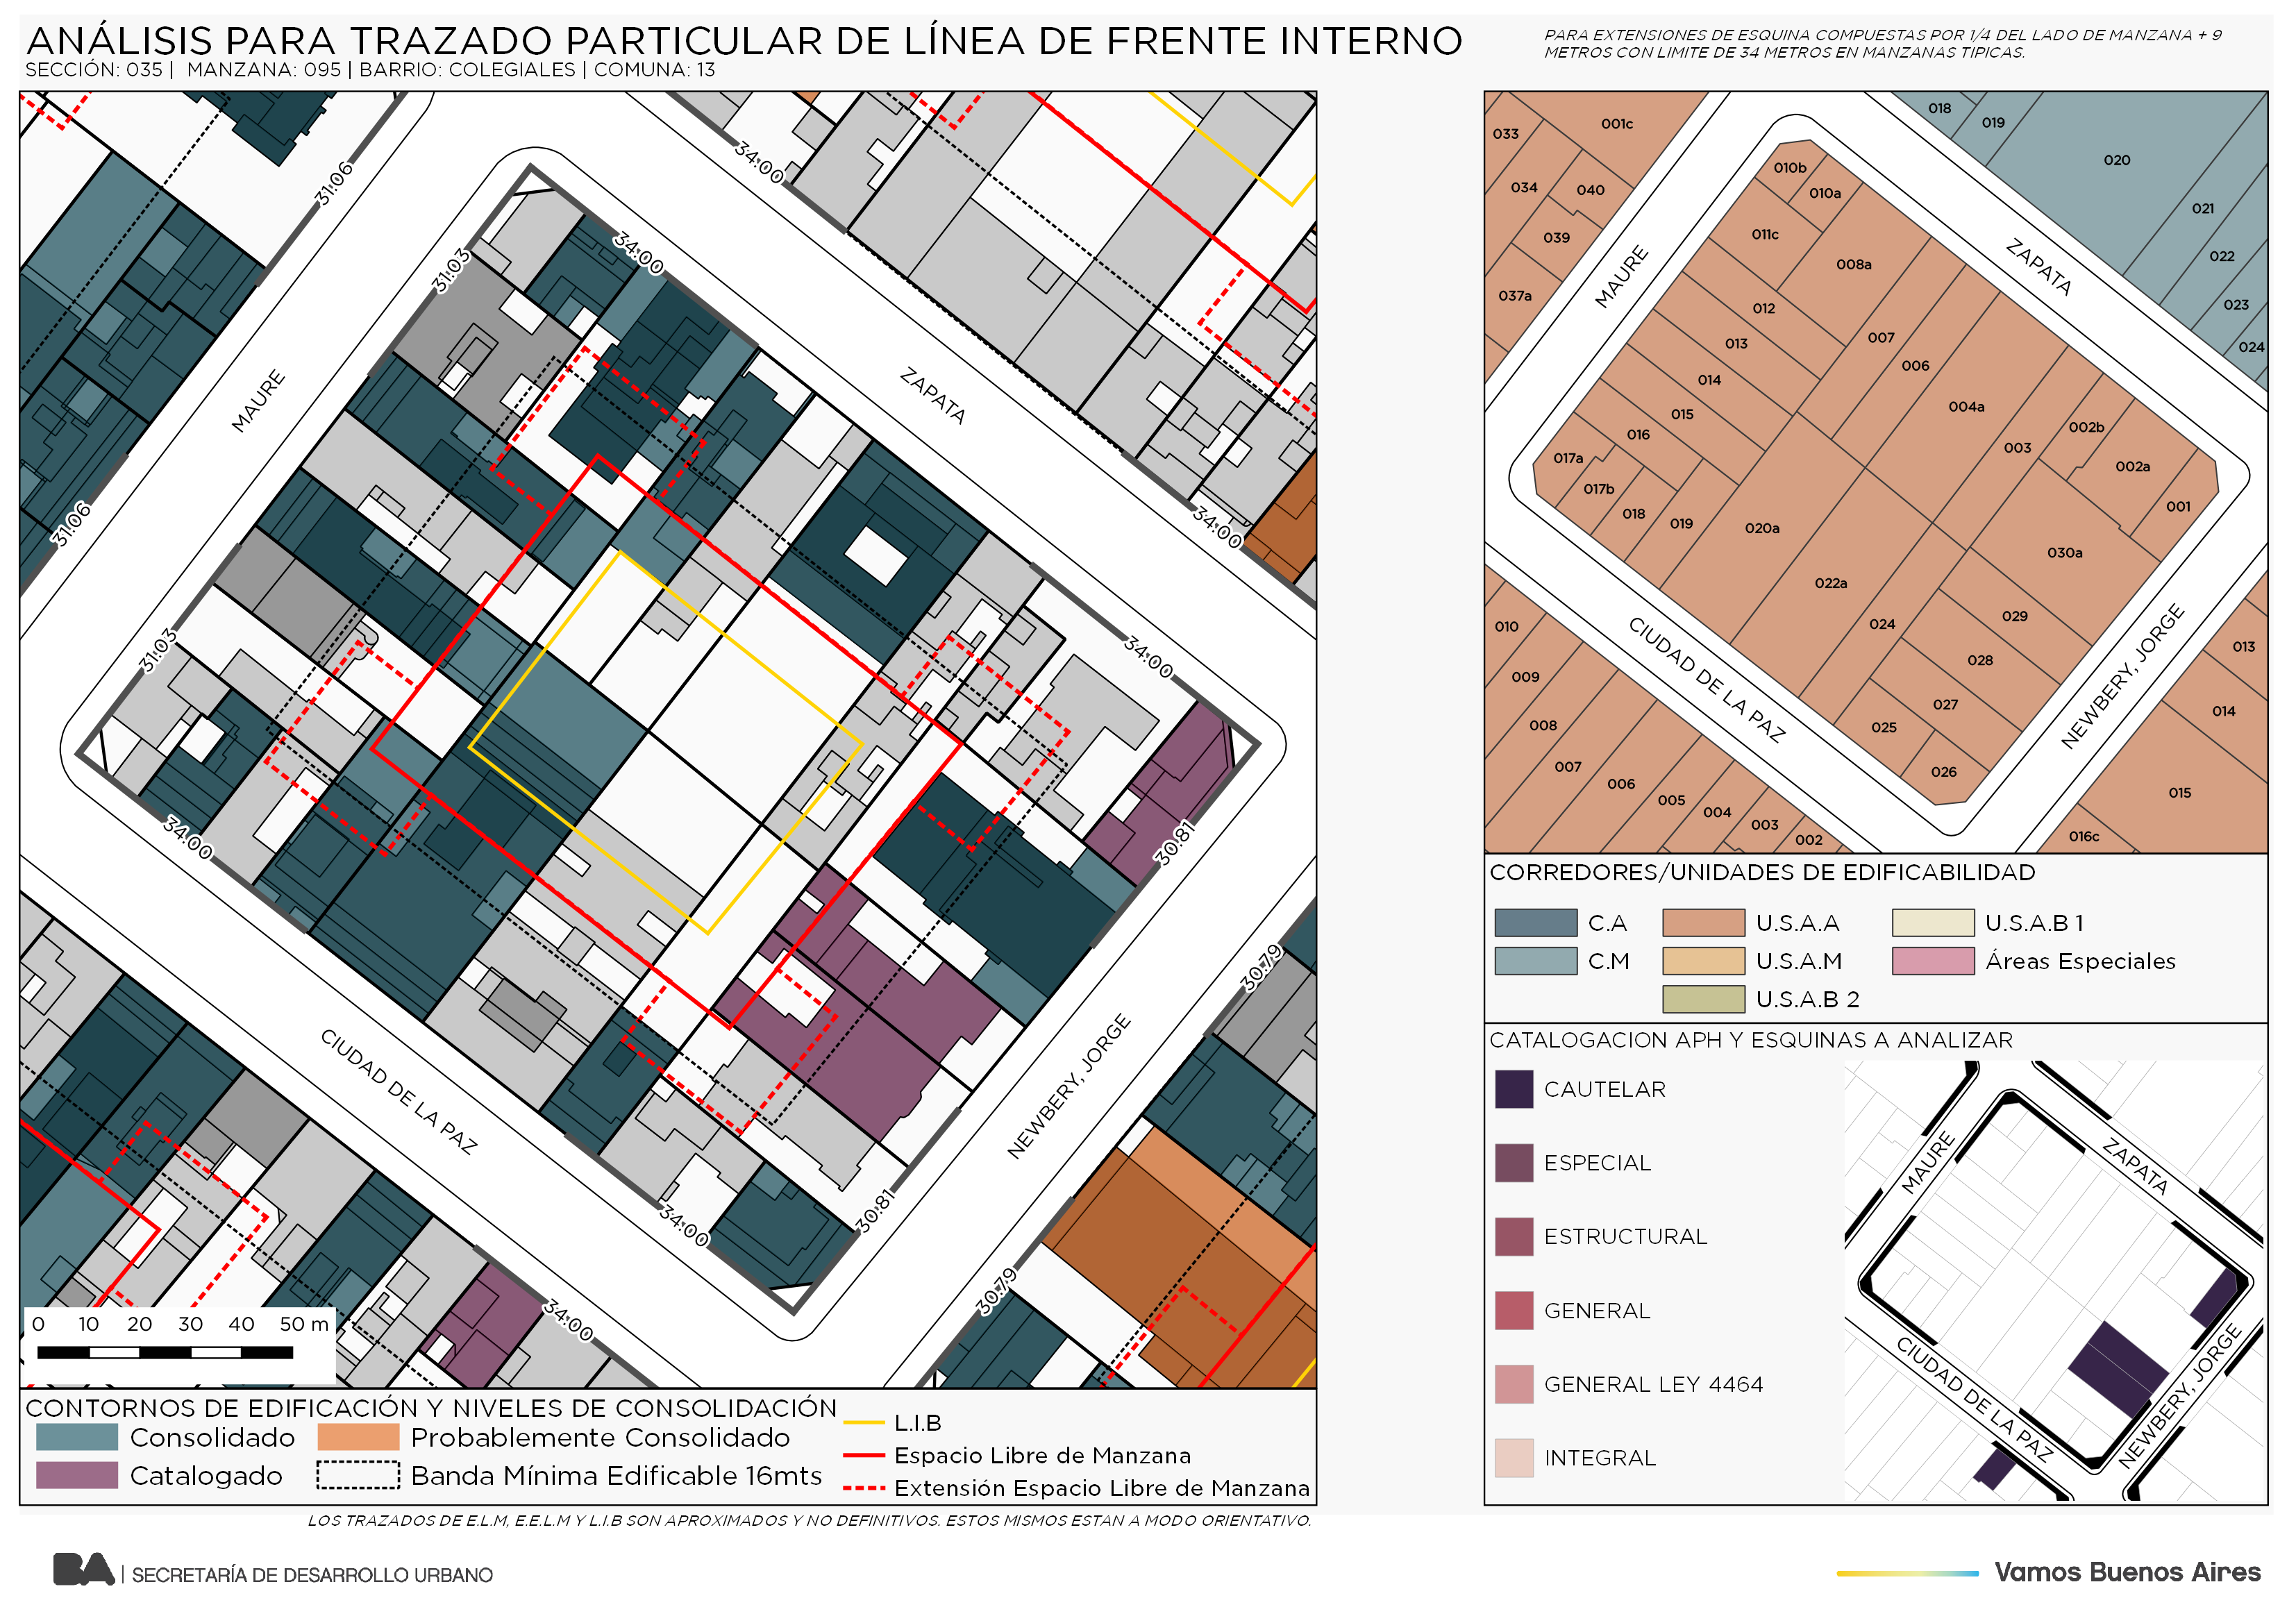 ANÁLISIS PARA TRAZADO PARTICULAR DE LÍNEA DE FRENTE INTERNO
SECCIÓN: 035 | MANZANA: 095 | BARRIO: COLEGIALES | COMUNA: 13
PARA EXTENSIONES DE ESQUINA COMPUESTAS POR 1/4 DEL LADO DE MANZANA + 9
METROS CON LIMITE DE 34 METROS EN MANZANAS TIPICAS.
31.06
34.00
31.03
34.00
MAURE
ZAPATA
31.06
34.00
31.03
34.00
34.00
30.81
30.79
CIUDAD DE LA PAZ
NEWBERY, JORGE
34.00
30.81
30.79
34.00
0 10 20 30 40 50 m
CONTORNOS DE EDIFICACIÓN Y NIVELES DE CONSOLIDACIÓN
Consolidado
Probablemente Consolidado
Catalogado
Banda Mínima Edificable 16mts
L.I.B
Espacio Libre de Manzana
Extensión Espacio Libre de Manzana
LOS TRAZADOS DE E.L.M, E.E.L.M Y L.I.B SON APROXIMADOS Y NO DEFINITIVOS. ESTOS MISMOS ESTAN A MODO ORIENTATIVO.
018
019
001c
033
020
010b
034
040
010a
021
011c
039
022
008a
037a
012
023
013
007
024
006
014
004a
015
002b
016
003
017a
002a
017b
001
018
019
020a
030a
022a
029
024
010
013
028
009
027
014
008
025
007
026
006
015
005
004
003
016c
002
MAURE
ZAPATA
CIUDAD DE LA PAZ
NEWBERY, JORGE
CORREDORES/UNIDADES DE EDIFICABILIDAD
C.A
U.S.A.A
U.S.A.B 1
C.M
U.S.A.M
Áreas Especiales
U.S.A.B 2
CATALOGACION APH Y ESQUINAS A ANALIZAR
CAUTELAR
ESPECIAL
ESTRUCTURAL
GENERAL
GENERAL LEY 4464
INTEGRAL
MAURE
ZAPATA
CIUDAD DE LA PAZ
NEWBERY, JORGE
BA | SECRETARÍA DE DESARROLLO URBANO
Vamos Buenos Aires